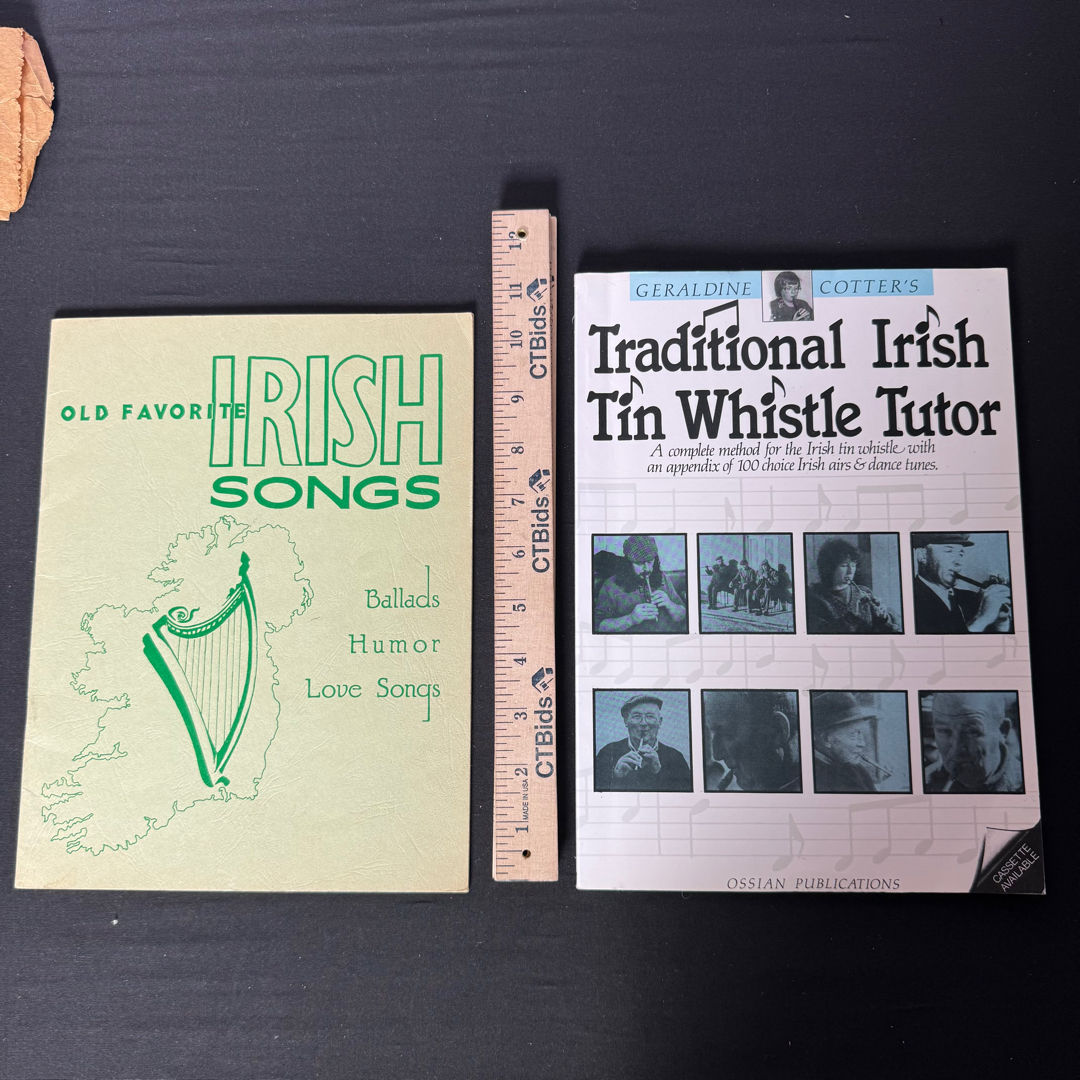 OLD FAVORITE IRISH
SONGS
Ballads
Humor
Love Songs
12
11
10
9
8
7
6
5
4
3
2
1
CTBids
CTBids
CTBids
MADE IN USA
GERALDINE COTTER'S
Traditional Irish
Tin Whistle Tutor
A complete method for the Irish tin whistle with
an appendix of 100 choice Irish airs & dance tunes.
CASSETTE
AVAILABLE
OSSIAN PUBLICATIONS